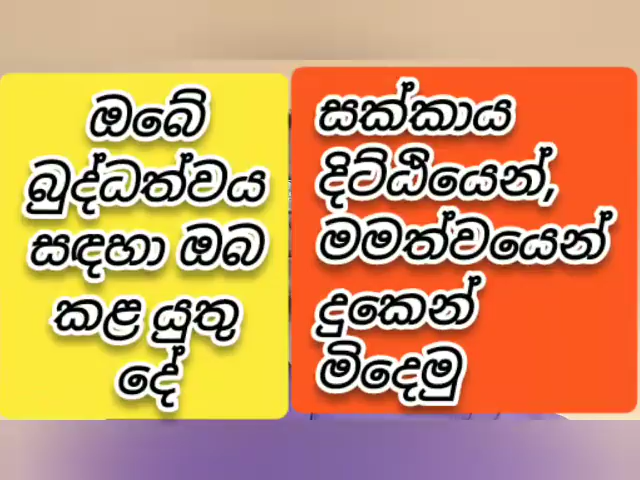 ඔබේ
බුද්ධත්වය
සඳහා ඔබ
කළ යුතු
දේ
සක්කාය
දිට්ඨියෙන්,
මමත්වයෙන්
දුකෙන්
මිදෙමු